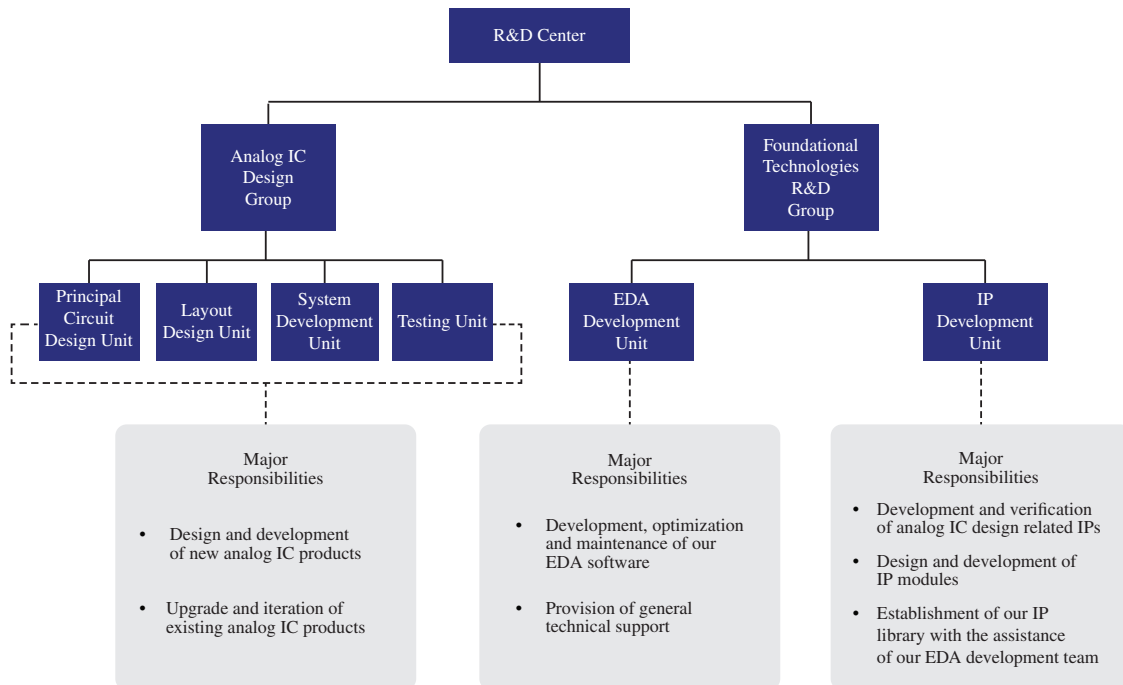 R&D Center
Analog IC
Design
Group
Foundational
Technologies
R&D
Group
Principal
Circuit
Design Unit
Layout
Design Unit
System
Development
Unit
Testing Unit
EDA
Development
Unit
IP
Development
Unit
Major
Responsibilities
• Design and development
of new analog IC products
• Upgrade and iteration of
existing analog IC products
Major
Responsibilities
• Development, optimization
and maintenance of our
EDA software
• Provision of general
technical support
Major
Responsibilities
• Development and verification
of analog IC design related IPs
• Design and development of
IP modules
• Establishment of our IP
library with the assistance
of our EDA development team